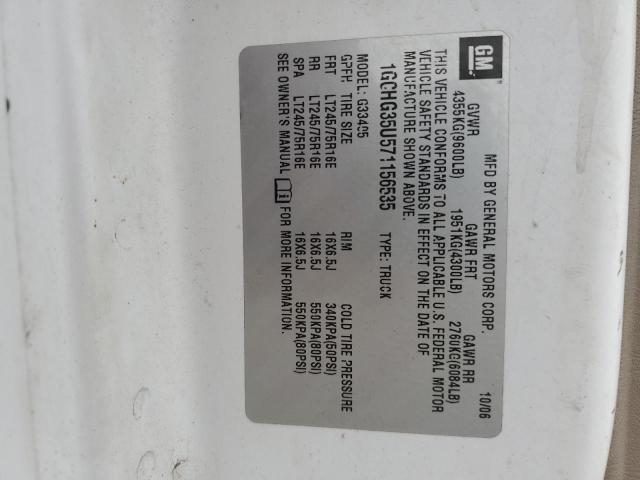 GM
MFD BY GENERAL MOTORS CORP. 10/06
GVWR GAWR FRT GAWR RR
4355KG(9600LB) 1951KG(4300LB) 2760KG(6084LB)
THIS VEHICLE CONFORMS TO ALL APPLICABLE U.S. FEDERAL MOTOR
VEHICLE SAFETY STANDARDS IN EFFECT ON THE DATE OF
MANUFACTURE SHOWN ABOVE.
1GCHG35U571156535 TYPE: TRUCK
MODEL: G33405
GPFH TIRE SIZE RIM COLD TIRE PRESSURE
FRT LT245/75R16E 16X6.5J 340KPA(50PSI)
RR LT245/75R16E 16X6.5J 550KPA(80PSI)
SPA LT245/75R16E 16X6.5J 550KPA(80PSI)
SEE OWNER'S MANUAL FOR MORE INFORMATION.